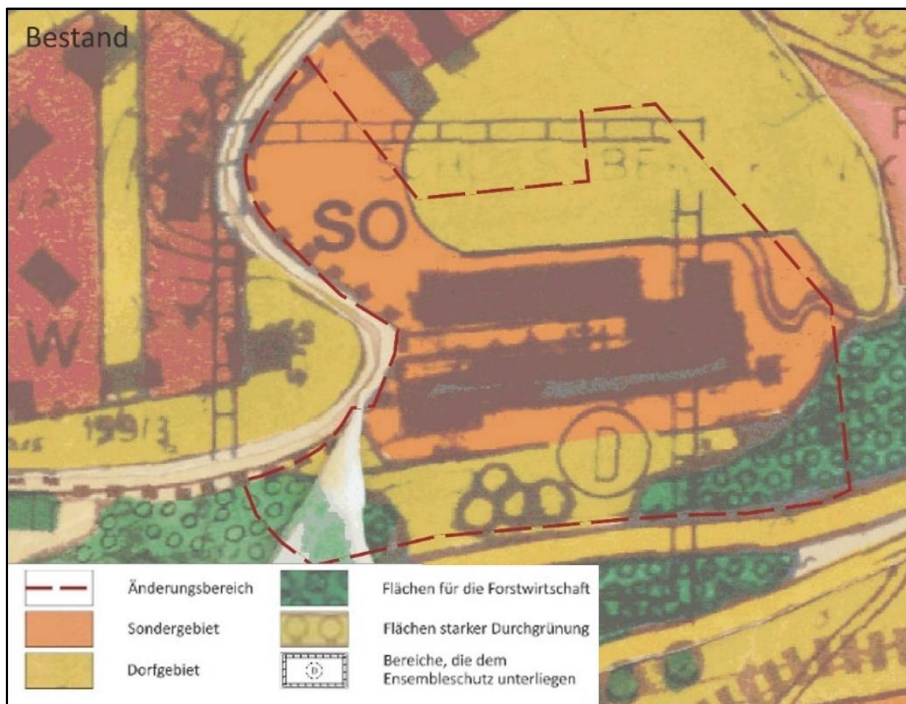 Bestand
SO
W
D
Änderungsbereich
Sondergebiet
Dorfgebiet
Flächen für die Forstwirtschaft
Flächen starker Durchgrünung
D
Bereiche, die dem
Ensembleschutz unterliegen